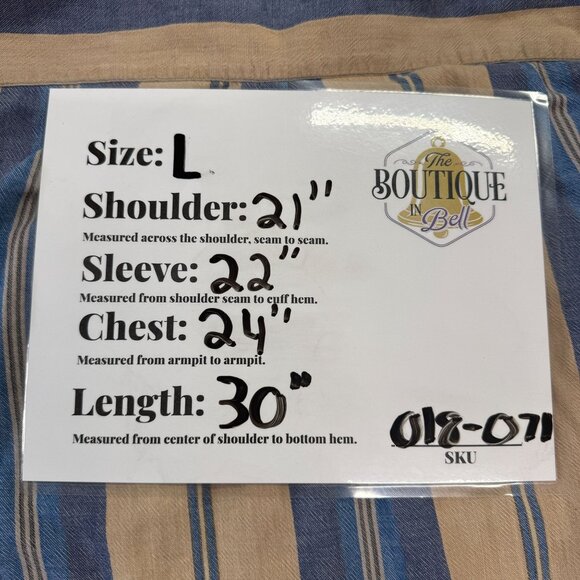 Size: L
The
BOUTIQUE
IN
Bell
Shoulder: 21"
Measured across the shoulder, seam to seam.
Sleeve: 22"
Measured from shoulder seam to cuff hem.
Chest: 24"
Measured from armpit to armpit.
Length: 30"
Measured from center of shoulder to bottom hem.
018-071
SKU